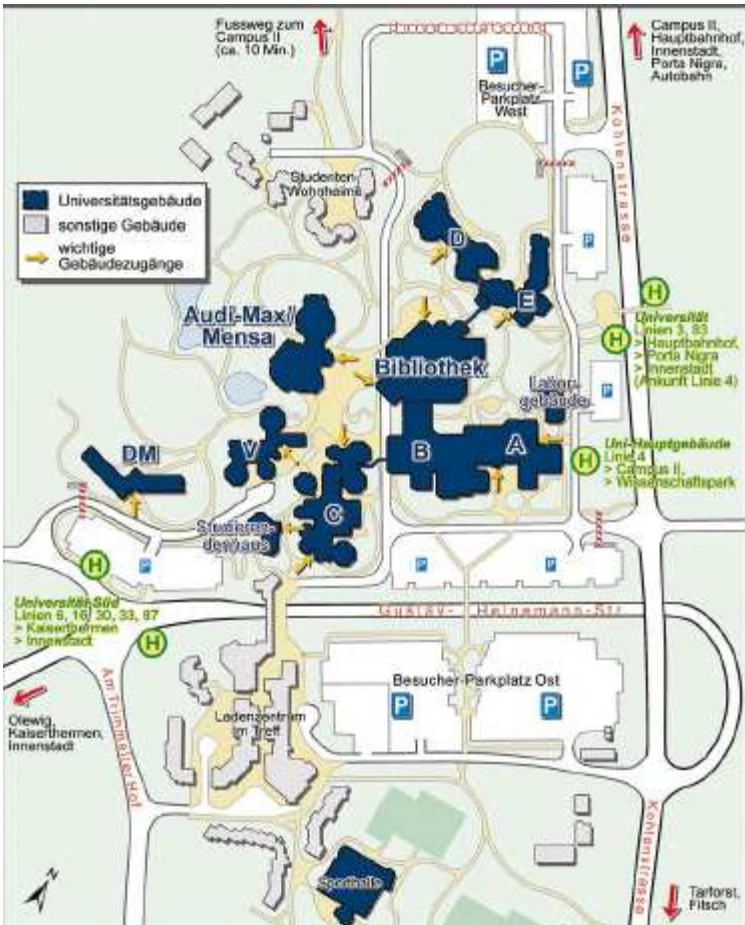 Fussweg zum
Campus II
(ca. 10 Min.)
Campus II,
Hauptbahnhof,
Innenstadt,
Porta Nigra,
Autobahn
P
P
Besucher-
Parkplatz
West
Kohlenstrasse
Studenten-
Wohnheime
Universitätsgebäude
sonstige Gebäude
wichtige
Gebäudezugänge
D
P
E
H
Universität
Linien 3, 83
> Hauptbahnhof,
> Porta Nigra
> Innenstadt
(Ankunft Linie 4)
H
Audi-Max/
Mensa
Bibliothek
Labor-
gebäude
P
DM
V
B
A
H
Uni-Hauptgebäude
Linie 4
> Campus II,
> Wissenschaftspark
C
Studieren-
denhaus
H
P
P
P
Universität-Süd
Linien 6, 16, 30, 33, 87
> Kaiserthermen
> Innenstadt
H
Gustav-Heinemann-Str.
Besucher-Parkplatz Ost
P
P
Olewig,
Kaiserthermen,
Innenstadt
Am Trimmelter Hof
Ladenzentrum
im Treff
Kohlenstrasse
Sporthalle
N
Tarforst,
Filsch